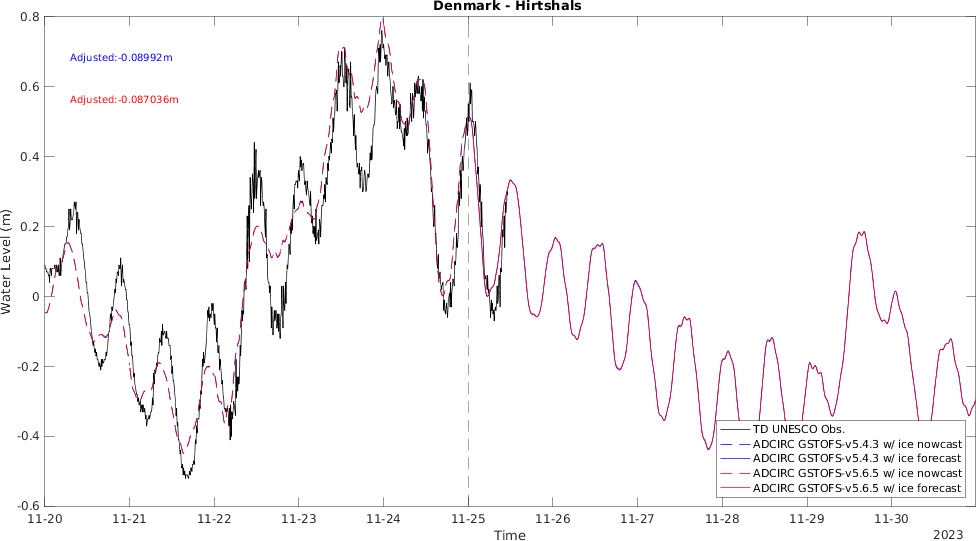 Denmark - Hirtshals
0.8
Adjusted:-0.08992m
0.6
Adjusted:-0.087036m
0.4
0.2
Water Level (m)
0
-0.2
-0.4
-0.6
TD UNESCO Obs.
ADCIRC GSTOFS-v5.4.3 w/ ice nowcast
ADCIRC GSTOFS-v5.4.3 w/ ice forecast
ADCIRC GSTOFS-v5.6.5 w/ ice nowcast
ADCIRC GSTOFS-v5.6.5 w/ ice forecast
11-20 11-21 11-22 11-23 11-24 11-25 11-26 11-27 11-28 11-29 11-30
Time
2023